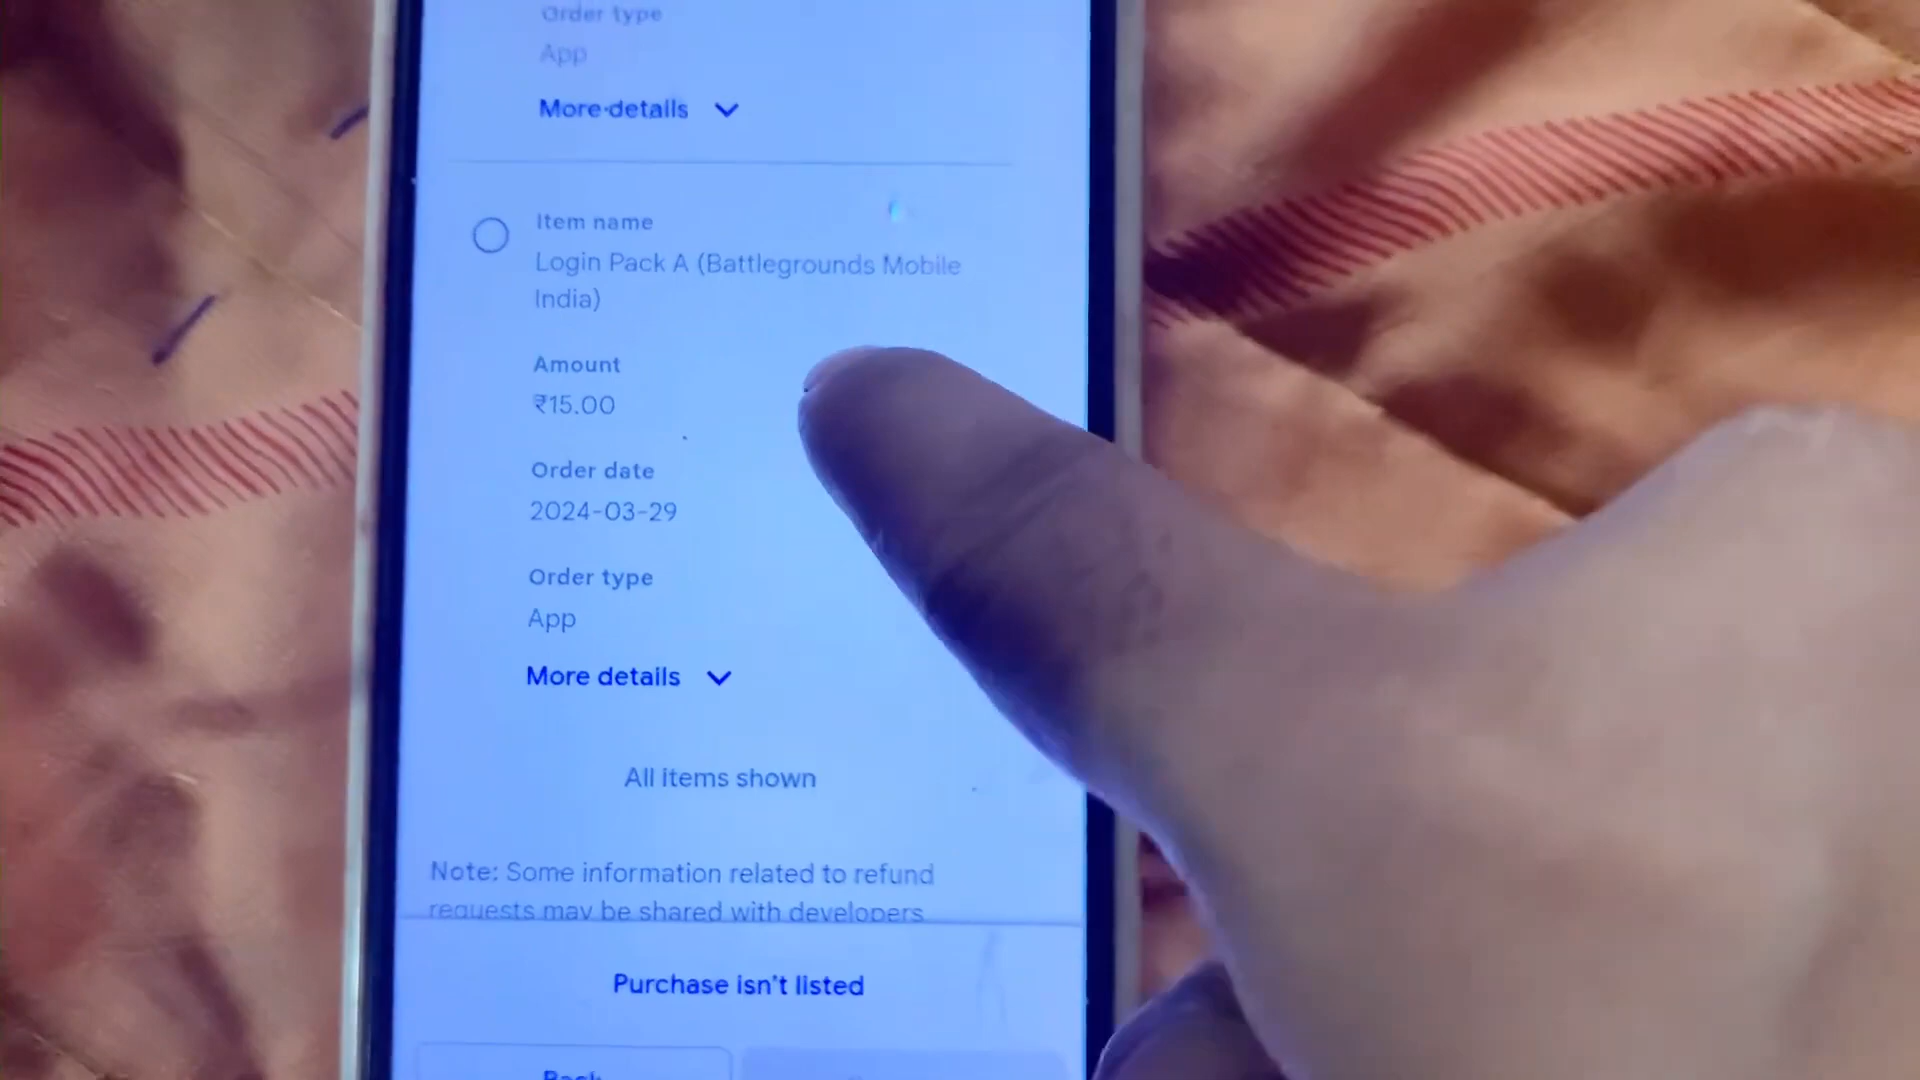 Order type
App
More details
Item name
Login Pack A (Battlegrounds Mobile
India)
Amount
₹15.00
Order date
2024-03-29
Order type
App
More details
All items shown
Note: Some information related to refund
requests may be shared with developers
Purchase isn't listed
Back